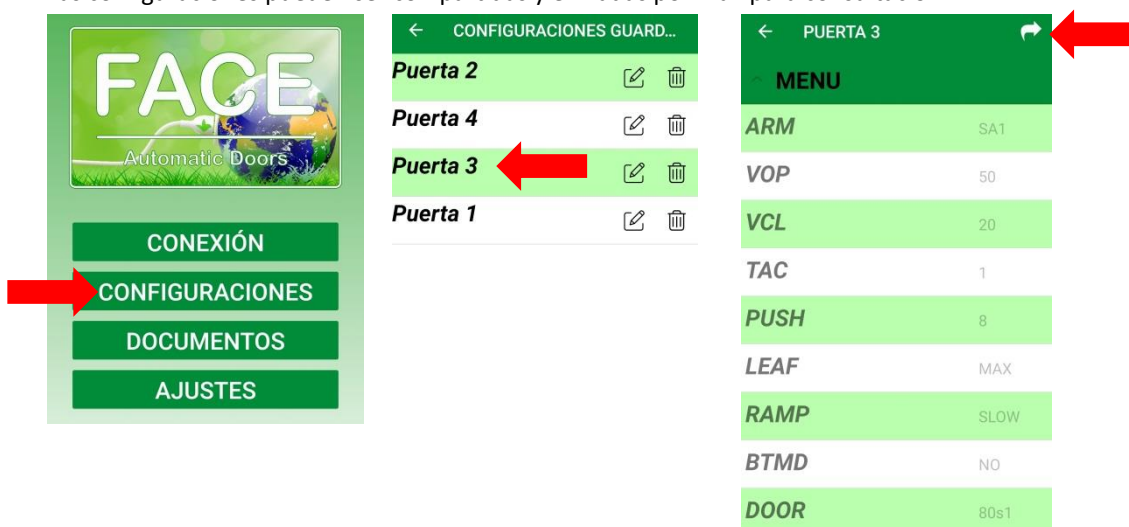 FACE
Automatic Doors
CONEXIÓN
CONFIGURACIONES
DOCUMENTOS
AJUSTES
CONFIGURACIONES GUARD...
Puerta 2
Puerta 4
Puerta 3
Puerta 1
PUERTA 3
MENU
ARM SA1
VOP 50
VCL 20
TAC 1
PUSH 8
LEAF MAX
RAMP SLOW
BTMD NO
DOOR 80s1